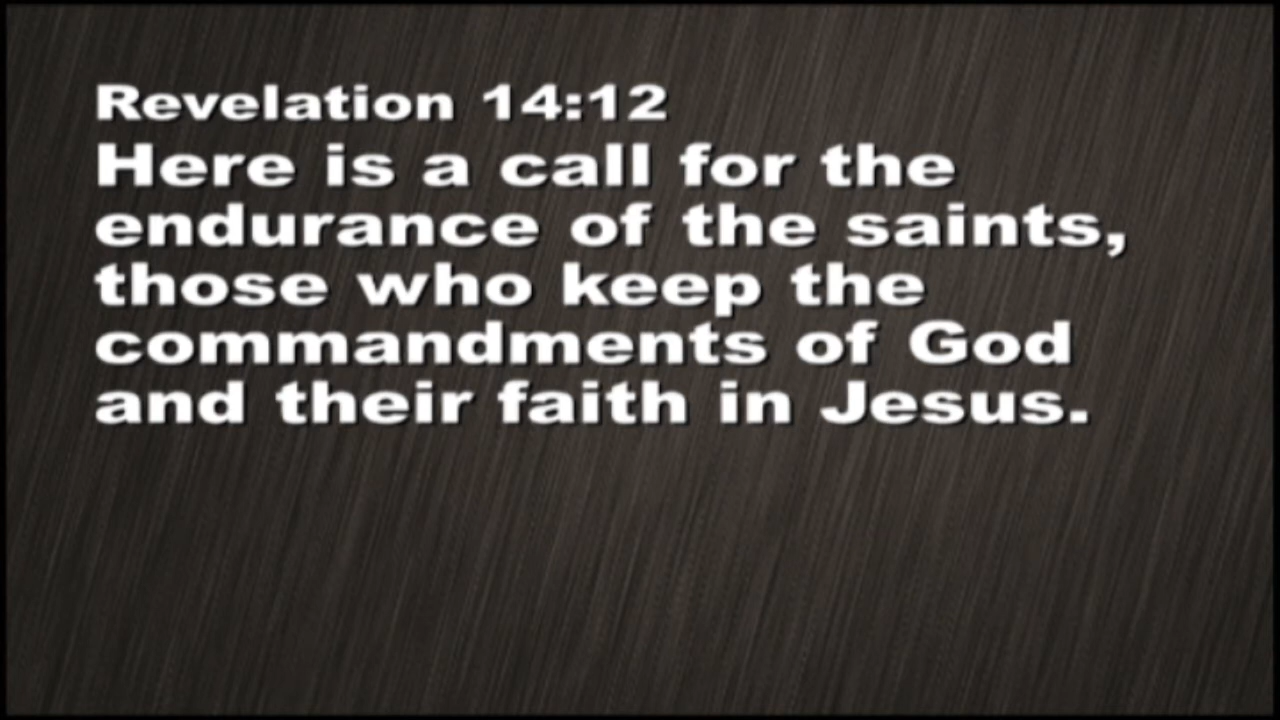 Revelation 14:12
Here is a call for the
endurance of the saints,
those who keep the
commandments of God
and their faith in Jesus.